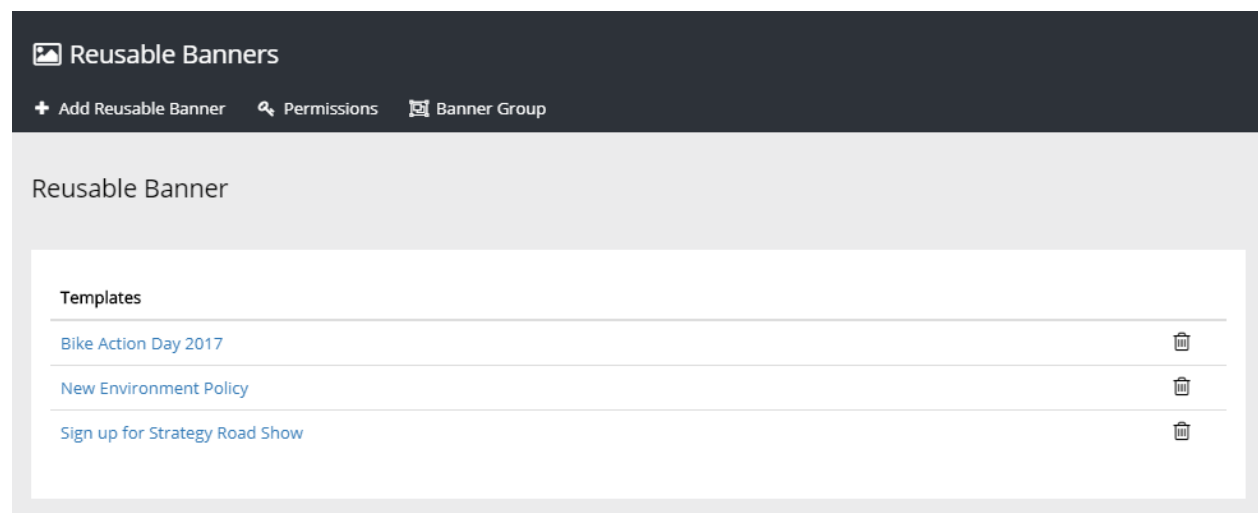 Reusable Banners
Add Reusable Banner Permissions Banner Group
Reusable Banner
Templates
Bike Action Day 2017
New Environment Policy
Sign up for Strategy Road Show